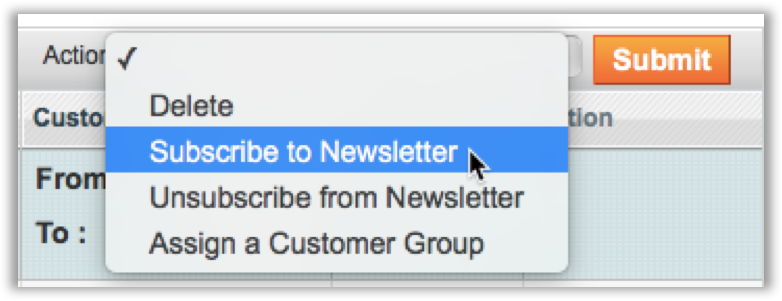 Action ✓ Submit
Delete
Custo tion
Subscribe to Newsletter
From
Unsubscribe from Newsletter
To :
Assign a Customer Group